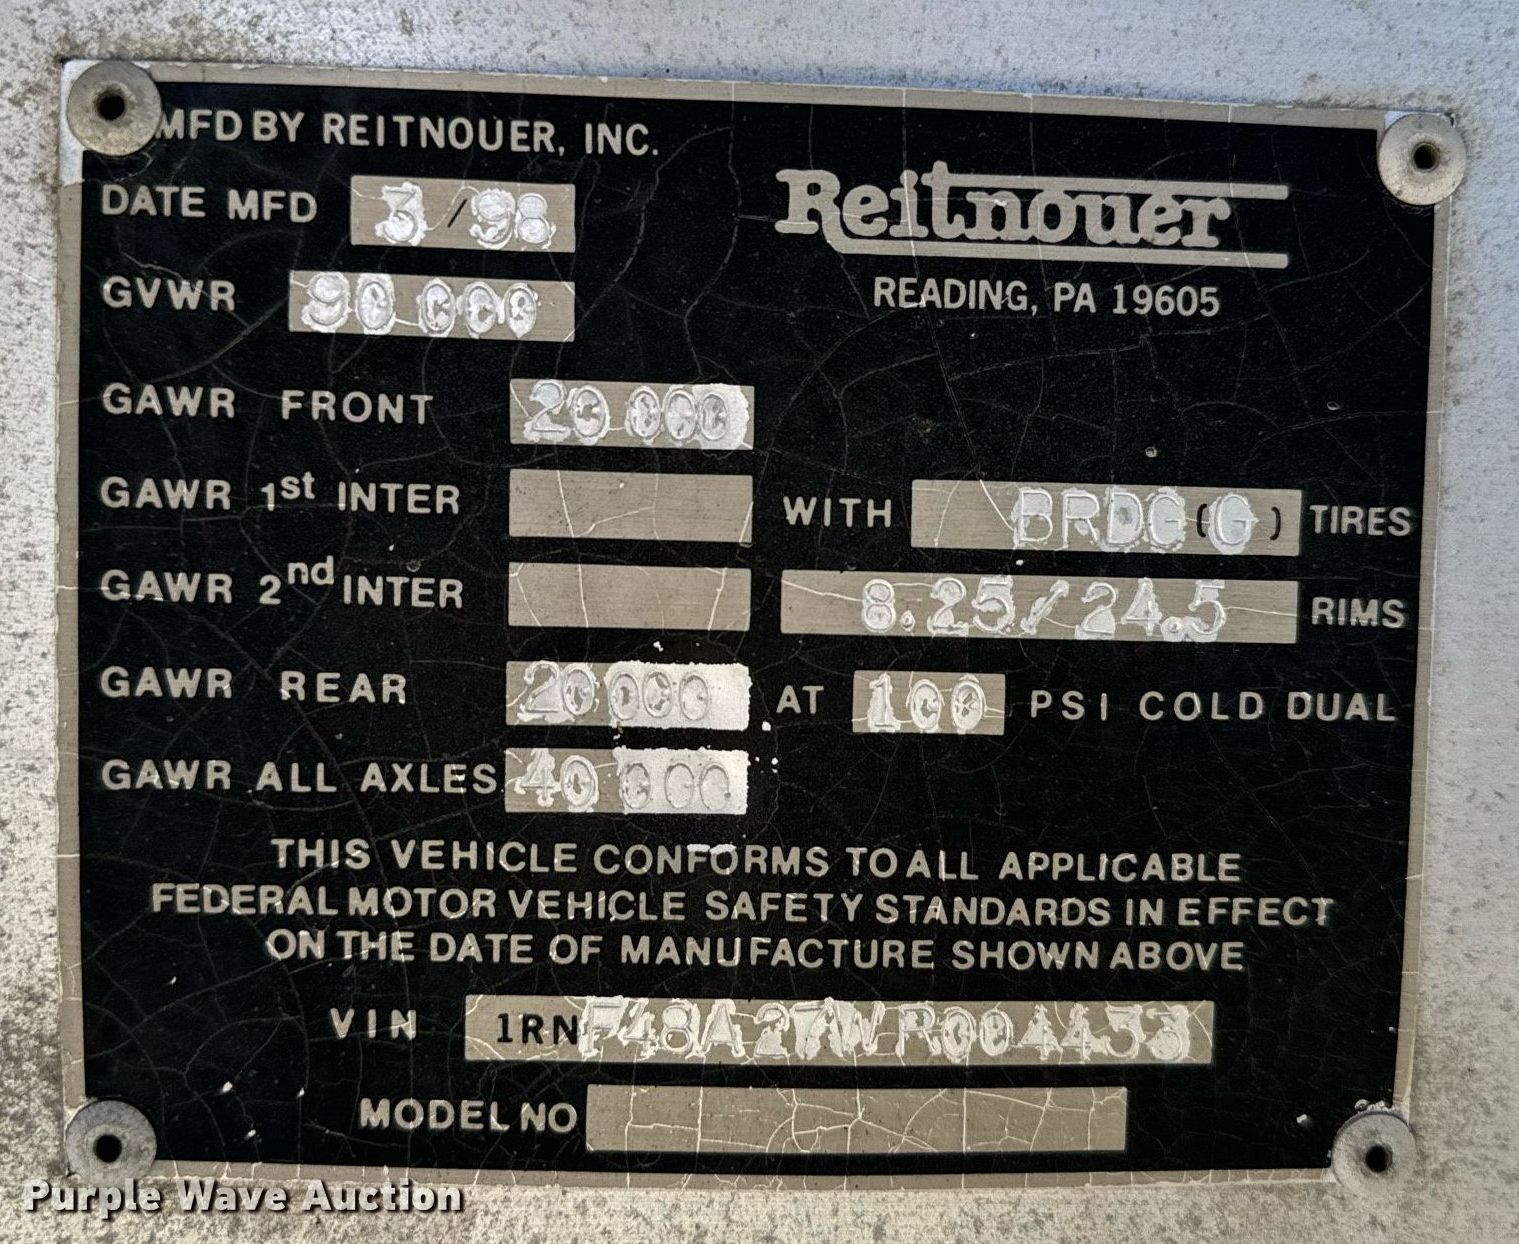 MFD BY REITNOUER, INC.
DATE MFD 3/98
Reitnouer
READING, PA 19605
GVWR 90 000
GAWR FRONT 20 000
GAWR 1st INTER
WITH BRDG(G) TIRES
GAWR 2nd INTER
8.25/24.5 RIMS
GAWR REAR 20 000
AT 100 PSI COLD DUAL
GAWR ALL AXLES 40 000
THIS VEHICLE CONFORMS TO ALL APPLICABLE
FEDERAL MOTOR VEHICLE SAFETY STANDARDS IN EFFECT
ON THE DATE OF MANUFACTURE SHOWN ABOVE
VIN 1RNF48A27WR004433
MODEL NO
Purple Wave Auction